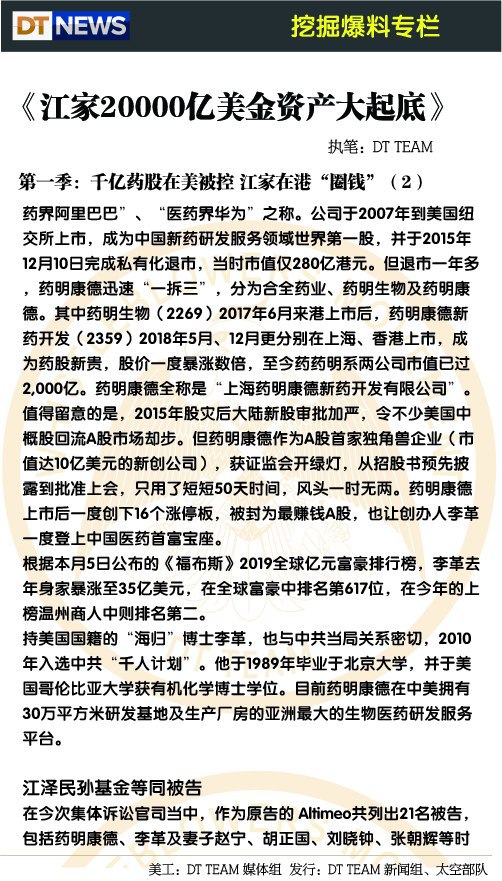 DT NEWS
挖掘爆料专栏
《江家20000亿美金资产大起底》
执笔：DT TEAM
第一季：千亿药股在美被控 江家在港“圈钱”（2）
药界阿里巴巴”、“医药界华为”之称。公司于2007年到美国纽
交所上市，成为中国新药研发服务领域世界第一股，并于2015年
12月10日完成私有化退市，当时市值仅280亿港元。但退市一年多
，药明康德迅速“一拆三”，分为合全药业、药明生物及药明康
德。其中药明生物（2269）2017年6月来港上市后，药明康德新
药开发（2359）2018年5月、12月更分别在上海、香港上市，成
为药股新贵，股价一度暴涨数倍，至今药药明系两公司市值已过
2,000亿。药明康德全称是“上海药明康德新药开发有限公司”。
值得留意的是，2015年股灾后大陆新股审批加严，令不少美国中
概股回流A股市场却步。但药明康德作为A股首家独角兽企业（市
值达10亿美元的新创公司），获证监会开绿灯，从招股书预先披
露到批准上会，只用了短短50天时间，风头一时无两。药明康德
上市后一度创下16个涨停板，被封为最赚钱A股，也让创办人李革
一度登上中国医药首富宝座。
根据本月5日公布的《福布斯》2019全球亿元富豪排行榜，李革去
年身家暴涨至35亿美元，在全球富豪中排名第617位，在今年的上
榜温州商人中则排名第二。
持美国国籍的“海归”博士李革，也与中共当局关系密切，2010
年入选中共“千人计划”。他于1989年毕业于北京大学，并于美
国哥伦比亚大学获有机化学博士学位。目前药明康德在中美拥有
30万平方米研发基地及生产厂房的亚洲最大的生物医药研发服务
平台。
江泽民孙基金等同被告
在今次集体诉讼官司当中，作为原告的 Altimeo共列出21名被告，
包括药明康德、李革及妻子赵宁、胡正国、刘晓钟、张朝晖等时
美工：DT TEAM 媒体组 发行：DT TEAM 新闻组、太空部队